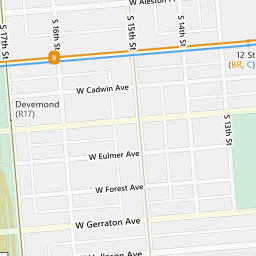 W Aleston Pl
S 17th St
S 16th St
S 15th St
S 14th St
B
12 St
(BR, C)
W Cadwin Ave
Devemond
(R17)
S 13th St
W Eulmer Ave
W Forest Ave
W Gerraton Ave